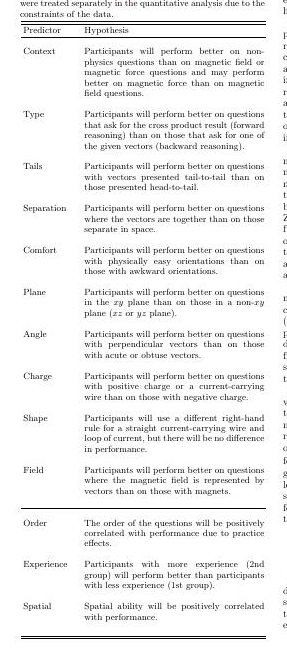 were treated separately in the quantitative analysis due to the
constraints of the data.
Predictor Hypothesis
Context Participants will perform better on non-
physics questions than on magnetic field or
magnetic force questions and may perform
better on magnetic force than on magnetic
field questions.
Type Participants will perform better on questions
that ask for the cross product result (forward
reasoning) than on those that ask for one of
the given vectors (backward reasoning).
Tails Participants will perform better on questions
with vectors presented tail-to-tail than on
those presented head-to-tail.
Separation Participants will perform better on questions
where the vectors are together than on those
separate in space.
Comfort Participants will perform better on questions
with physically easy orientations than on
those with awkward orientations.
Plane Participants will perform better on questions
in the xy plane than on those in a non-xy
plane (xz or yz plane).
Angle Participants will perform better on questions
with perpendicular vectors than on those
with acute or obtuse vectors.
Charge Participants will perform better on questions
with positive charge or a current-carrying
wire than on those with negative charge.
Shape Participants will use a different right-hand
rule for a straight current-carrying wire and
loop of current, but there will be no difference
in performance.
Field Participants will perform better on questions
where the magnetic field is represented by
vectors than on those with magnets.
Order The order of the questions will be positively
correlated with performance due to practice
effects.
Experience Participants with more experience (2nd
group) will perform better than participants
with less experience (1st group).
Spatial Spatial ability will be positively correlated
with performance.